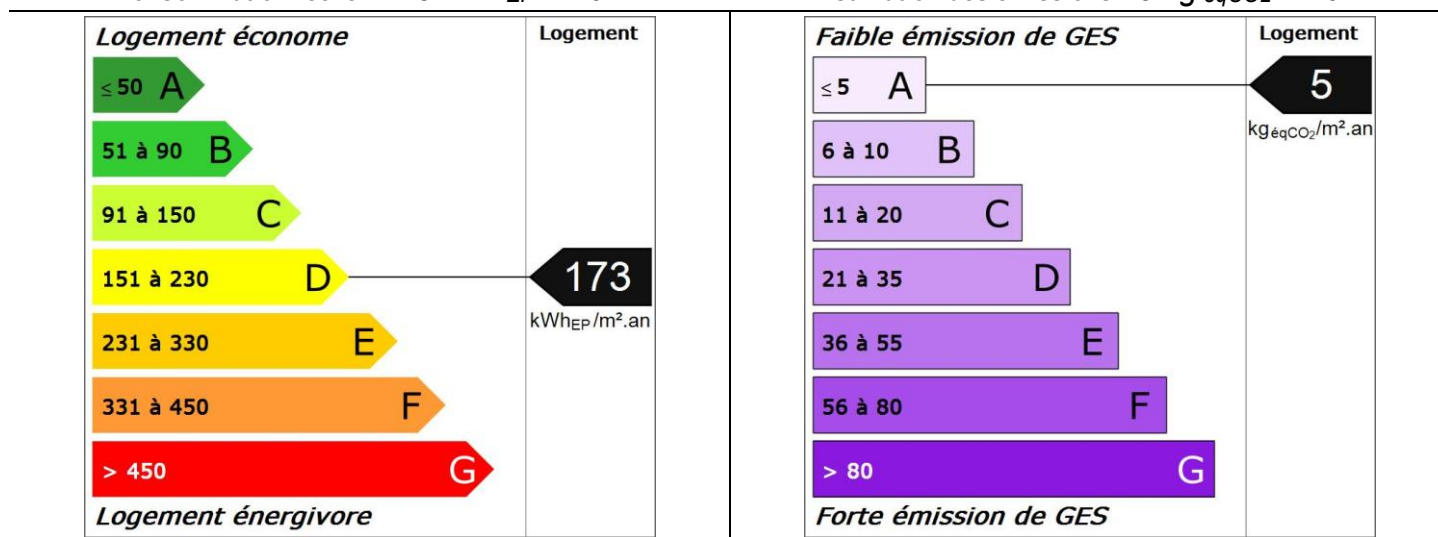 Logement économe
Logement
≤ 50 A
51 à 90 B
91 à 150 C
151 à 230 D
173
kWhEP/m².an
231 à 330 E
331 à 450 F
> 450 G
Logement énergivore
Faible émission de GES
Logement
≤ 5 A
5
kgéqCO₂/m².an
6 à 10 B
11 à 20 C
21 à 35 D
36 à 55 E
56 à 80 F
> 80 G
Forte émission de GES